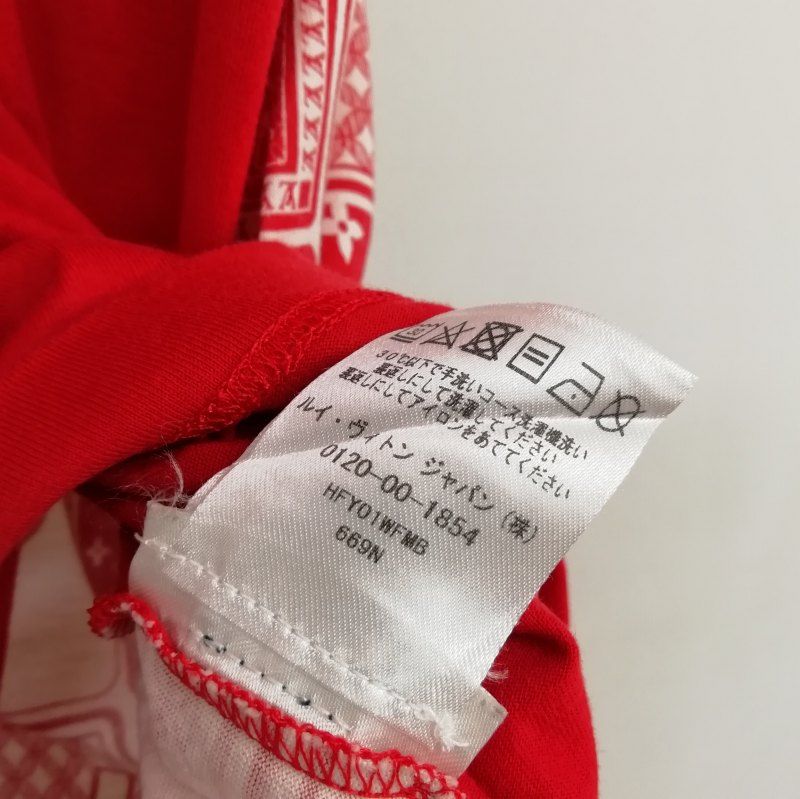 30
30℃以下で手洗いコース洗濯機洗い
裏返しにして洗濯してください
裏返しにしてアイロンをあててください
ルイ・ヴィトン ジャパン (株)
0120-00-1854
HFY01WFMB
669N